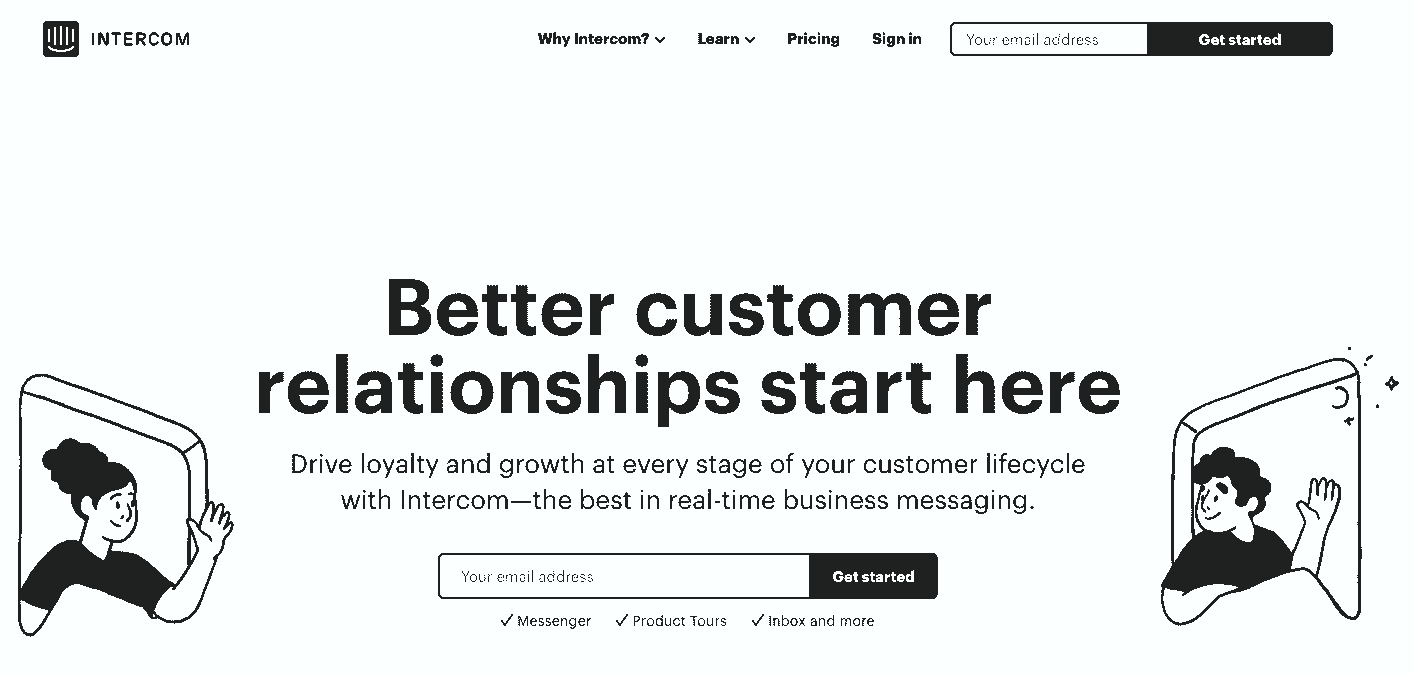 INTERCOM
Why Intercom?
Learn
Pricing
Sign in
Your email address
Get started
Better customer
relationships start here
Drive loyalty and growth at every stage of your customer lifecycle
with Intercom—the best in real-time business messaging.
Your email address
Get started
✓ Messenger ✓ Product Tours ✓ Inbox and more